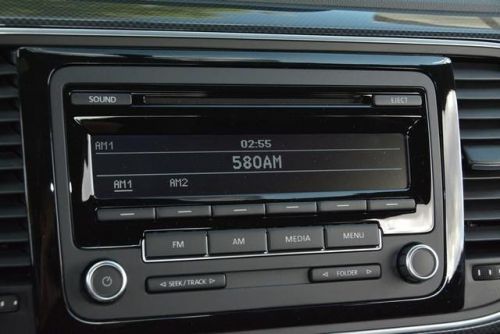 SOUND
EJECT
AM1 02:55
580AM
AM1 AM2
FM AM MEDIA MENU
SEEK / TRACK FOLDER